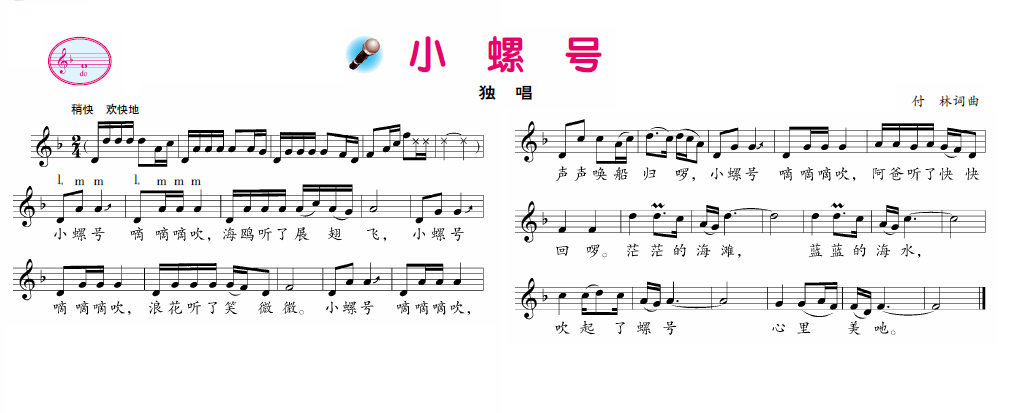 小螺号
独唱
付 林词曲
do
稍快 欢快地
2
4
l, m m l, m m m
小螺号 嘀嘀嘀吹,海鸥听了展翅飞,小螺号
嘀嘀嘀吹,浪花听了笑微微。小螺号 嘀嘀嘀吹,
声声唤船归啰,小螺号 嘀嘀嘀吹,阿爸听了快快
回啰。茫茫的海滩, 蓝蓝的海水,
吹起了螺号 心里美吔。